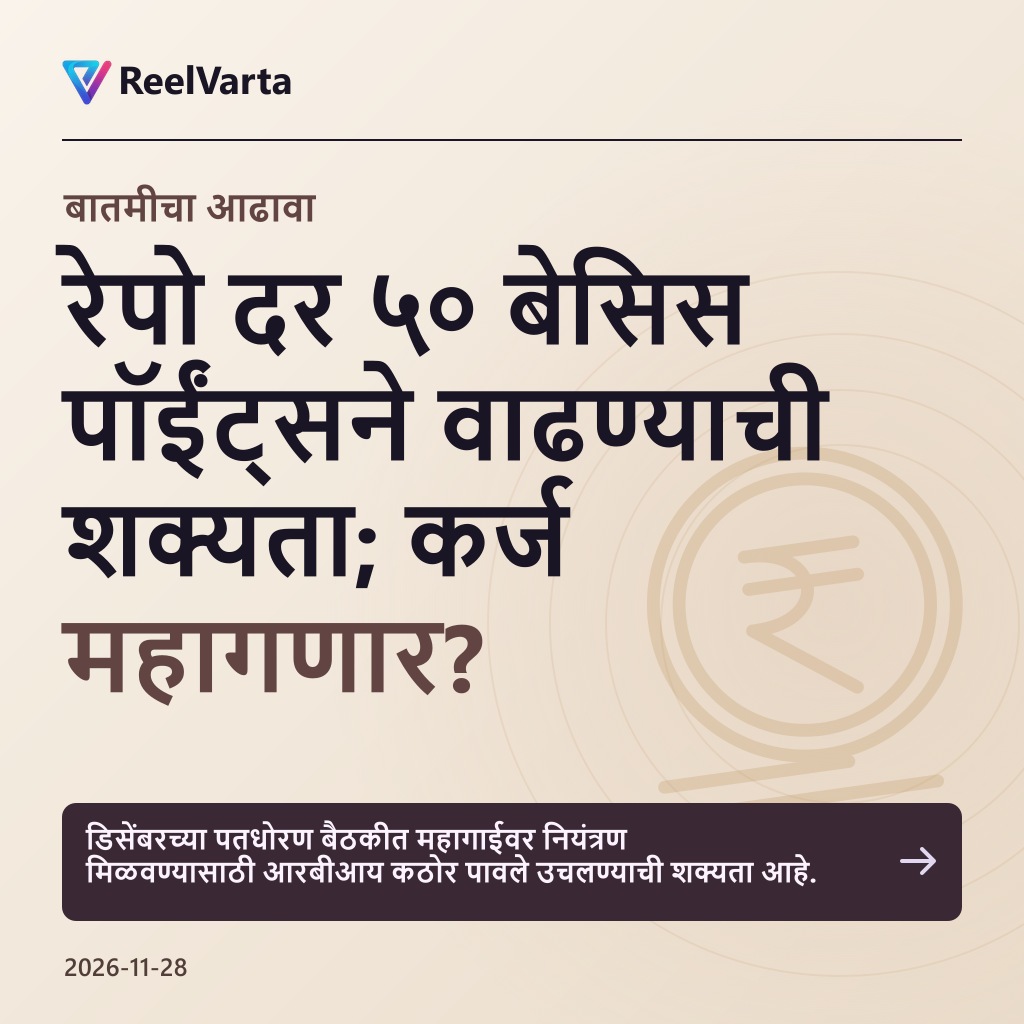 ReelVarta
बातमीचा आढावा
रेपो दर ५० बेसिस
पॉईंट्सने वाढण्याची
शक्यता; कर्ज
महागणार?
डिसेंबरच्या पतधोरण बैठकीत महागाईवर नियंत्रण
मिळवण्यासाठी आरबीआय कठोर पावले उचलण्याची शक्यता आहे.
2026-11-28